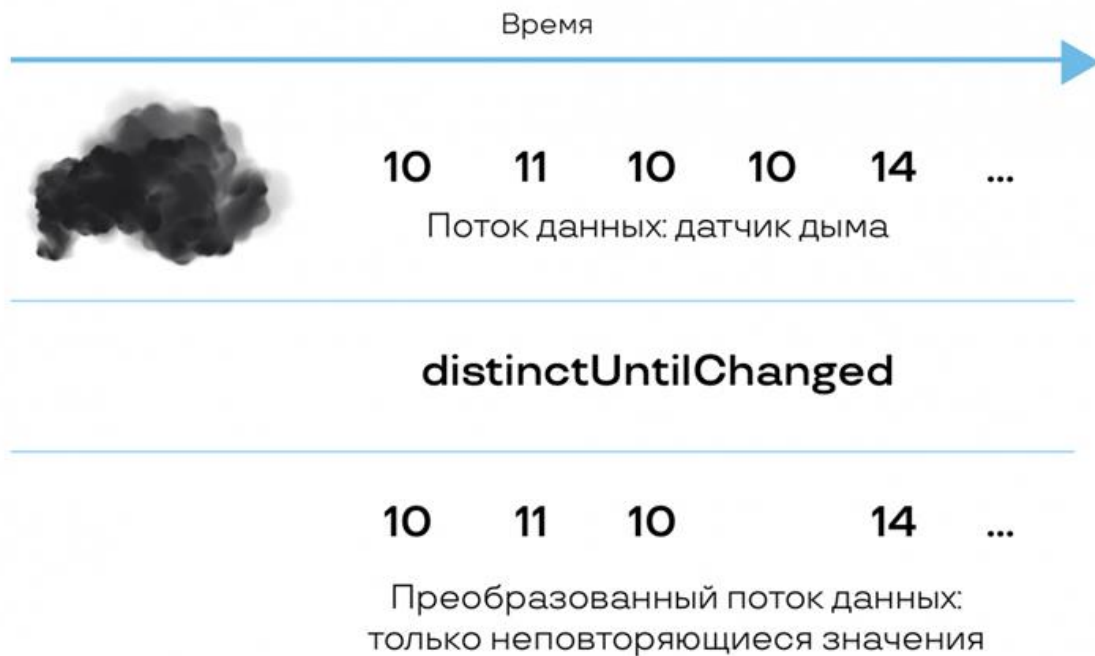 Время
10 11 10 10 14 ...
Поток данных: датчик дыма
distinctUntilChanged
10 11 10 14 ...
Преобразованный поток данных:
только неповторяющиеся значения